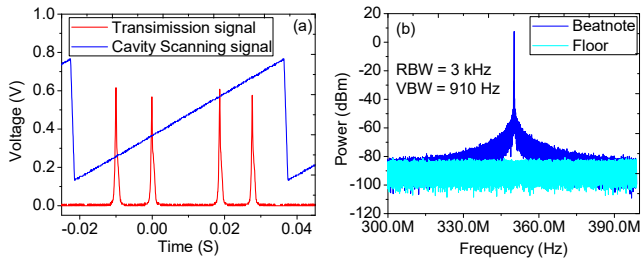 (a)
Transmission signal
Cavity Scanning signal
Voltage (V)
1.0
0.8
0.6
0.4
0.2
0.0
-0.02
0.00
0.02
0.04
Time (S)
(b)
Beatnote
Floor
RBW = 3 kHz
VBW = 910 Hz
Power (dBm)
20
0
-20
-40
-60
-80
-100
-120
300.0M
330.0M
360.0M
390.0M
Frequency (Hz)